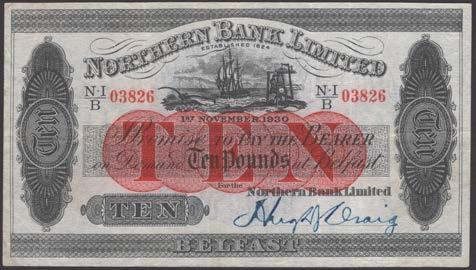 NORTHERN BANK LIMITED
ESTABLISHED 1824
N-I
B 03826
N-I
B 03826
1ST NOVEMBER 1930
TEN
Promise TO PAY THE BEARER
on Demand Ten Pounds at Belfast
Ten
Ten
For the
Northern Bank Limited
TEN
BELFAST